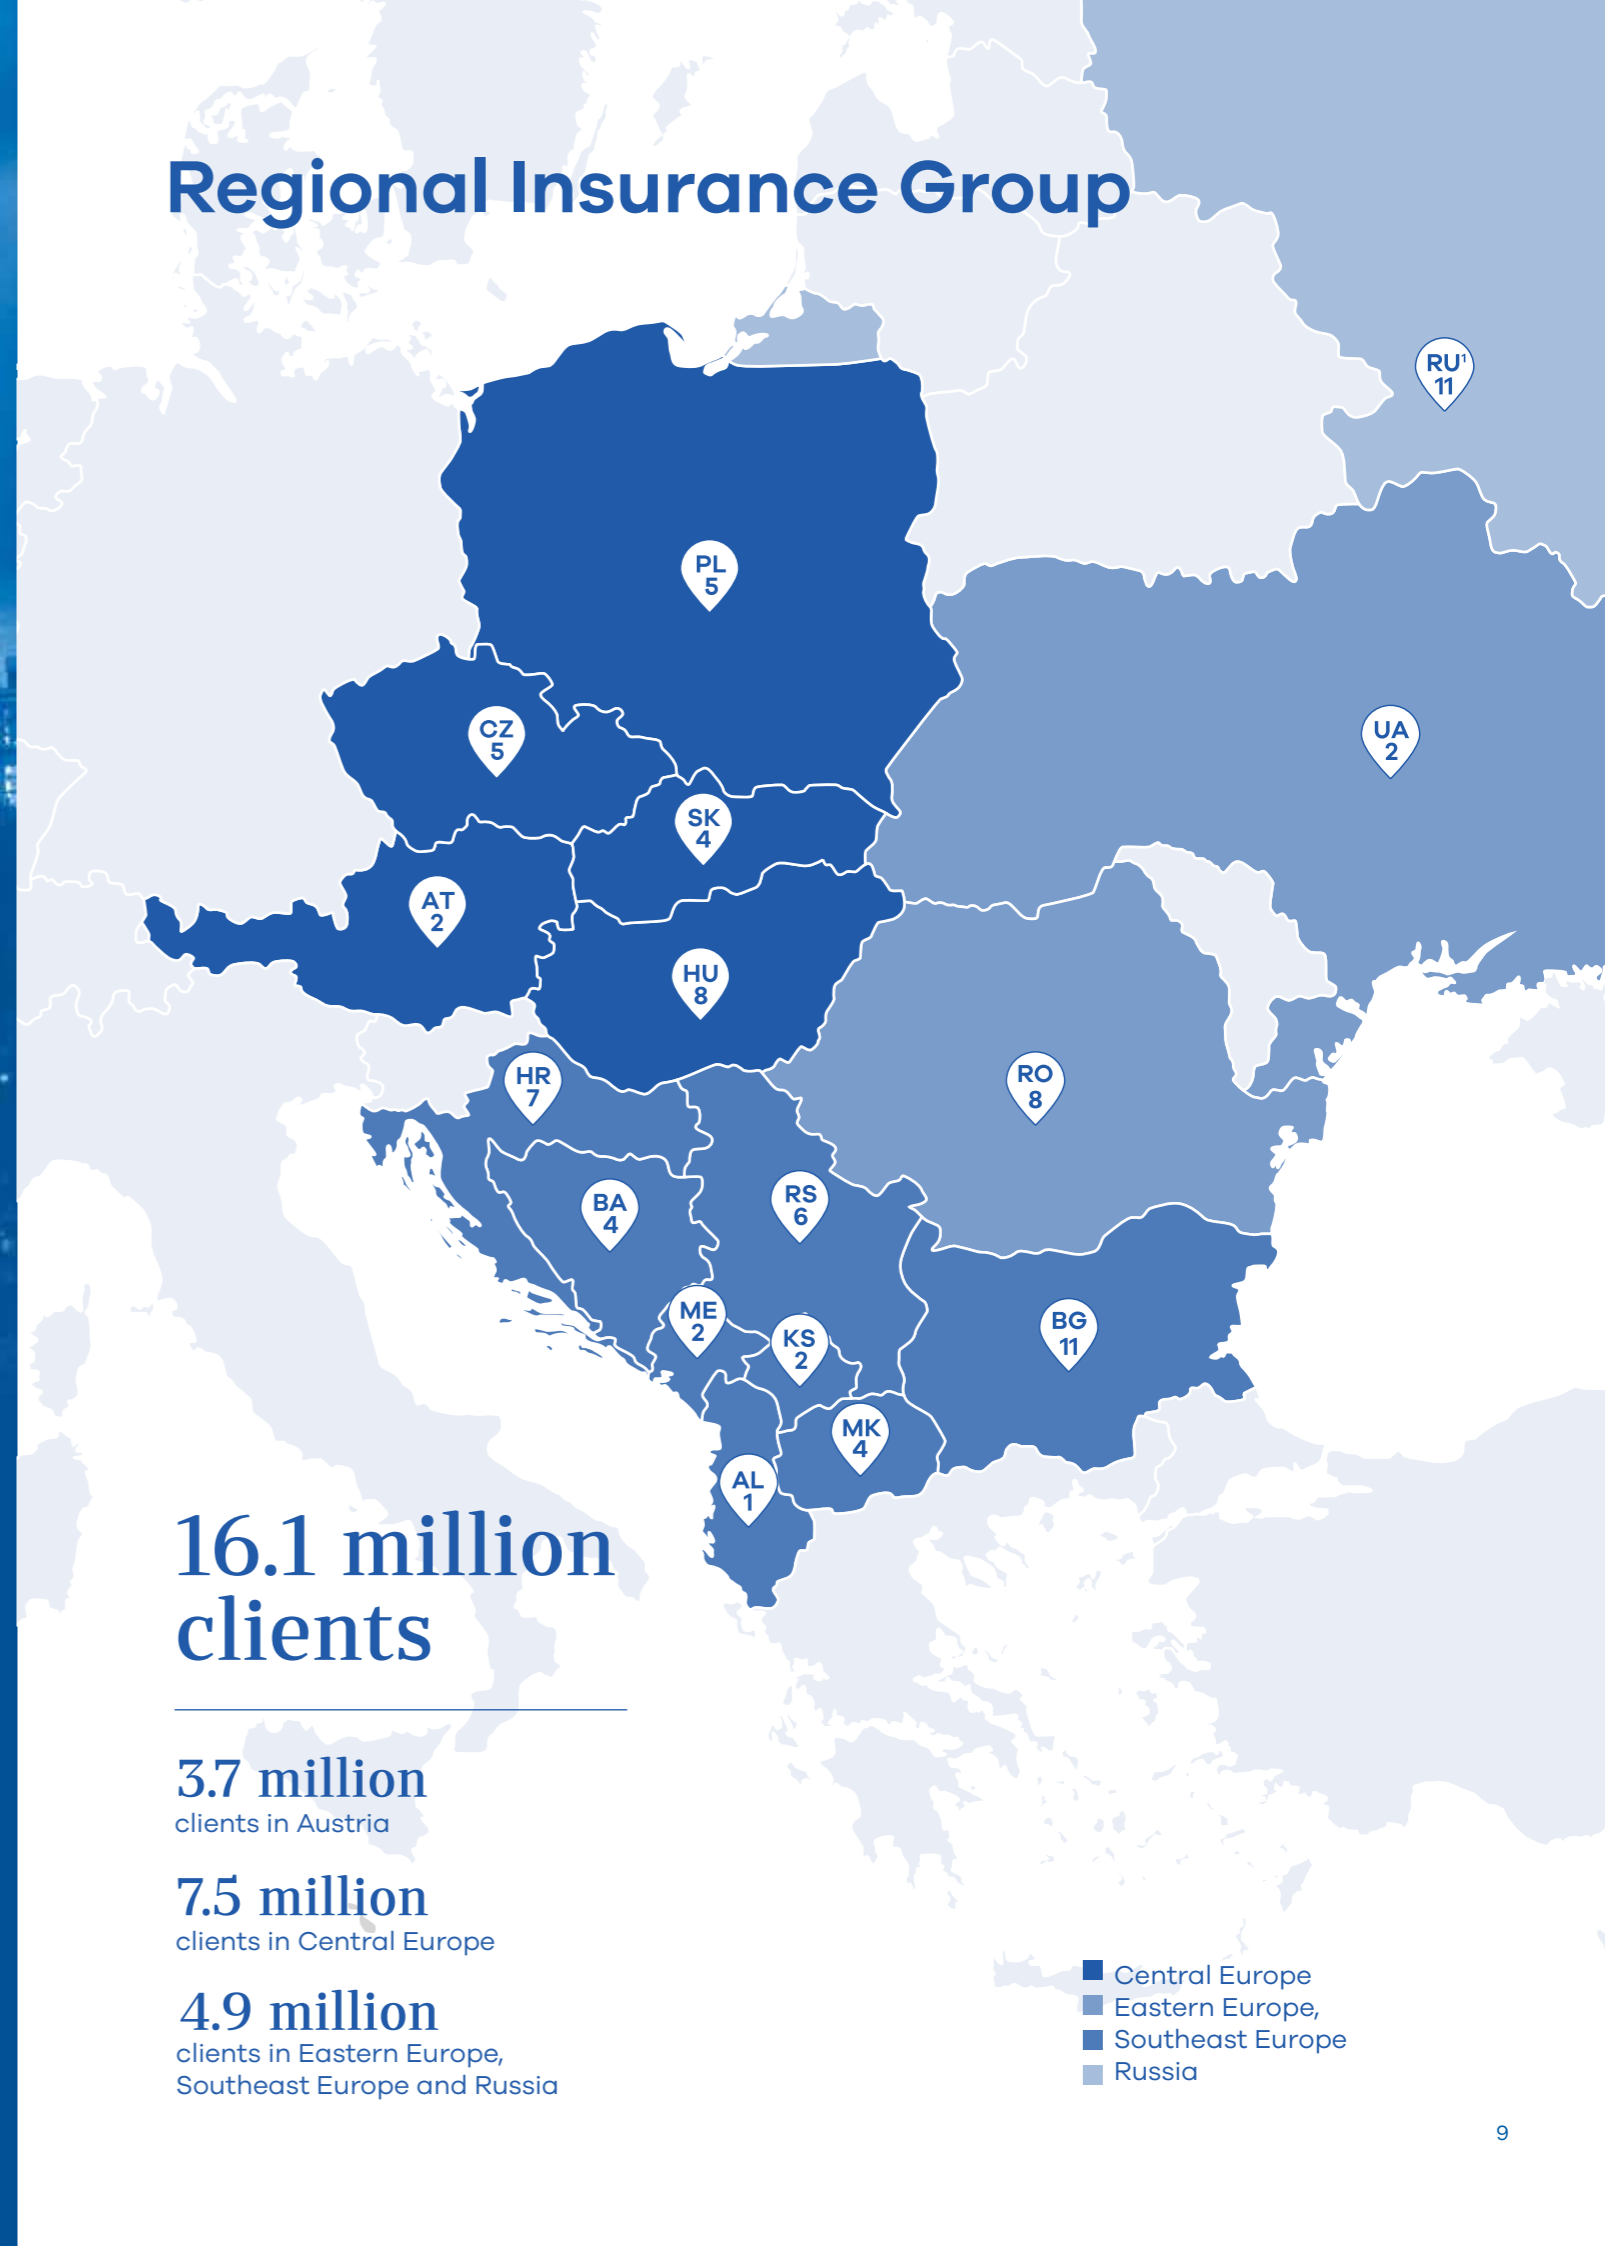 Regional Insurance Group
RU¹
11
PL
5
CZ
5
UA
2
SK
4
AT
2
HU
8
HR
7
RO
8
BA
4
RS
6
ME
2
KS
2
BG
11
MK
4
AL
1
16.1 million
clients
3.7 million
clients in Austria
7.5 million
clients in Central Europe
4.9 million
clients in Eastern Europe,
Southeast Europe and Russia
Central Europe
Eastern Europe,
Southeast Europe
Russia
9